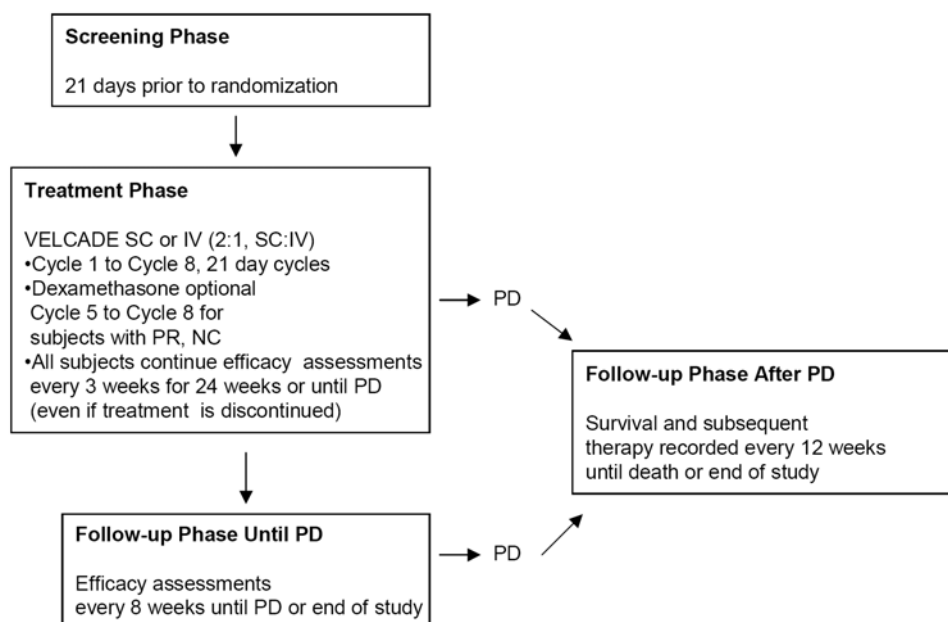 Screening Phase
21 days prior to randomization
Treatment Phase
VELCADE SC or IV (2:1, SC:IV)
•Cycle 1 to Cycle 8, 21 day cycles
•Dexamethasone optional
Cycle 5 to Cycle 8 for
subjects with PR, NC
•All subjects continue efficacy assessments
every 3 weeks for 24 weeks or until PD
(even if treatment is discontinued)
PD
Follow-up Phase After PD
Survival and subsequent
therapy recorded every 12 weeks
until death or end of study
Follow-up Phase Until PD
Efficacy assessments
every 8 weeks until PD or end of study
PD